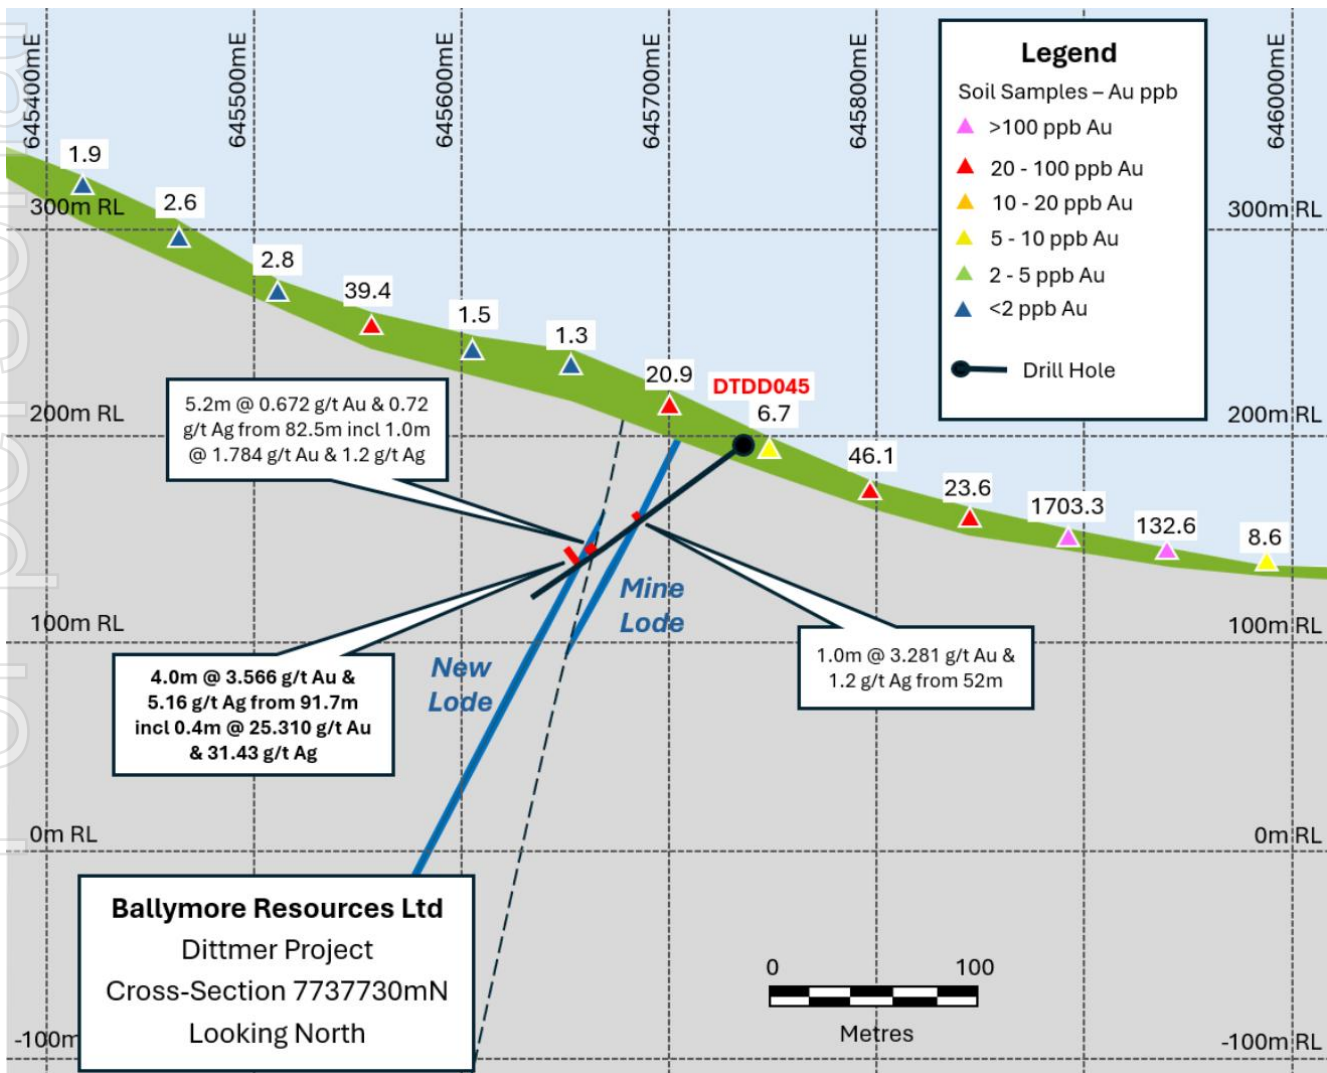 645400mE
645500mE
645600mE
645700mE
645800mE
646000mE
Legend
Soil Samples – Au ppb
>100 ppb Au
20 - 100 ppb Au
10 - 20 ppb Au
5 - 10 ppb Au
2 - 5 ppb Au
<2 ppb Au
Drill Hole
1.9
2.6
2.8
39.4
1.5
1.3
20.9
DTDD045
6.7
46.1
23.6
1703.3
132.6
8.6
300m RL
300m RL
200m RL
200m RL
100m RL
100m RL
0m RL
0m RL
-100m
-100m RL
5.2m @ 0.672 g/t Au & 0.72
g/t Ag from 82.5m incl 1.0m
@ 1.784 g/t Au & 1.2 g/t Ag
Mine
Lode
New
Lode
1.0m @ 3.281 g/t Au &
1.2 g/t Ag from 52m
4.0m @ 3.566 g/t Au &
5.16 g/t Ag from 91.7m
incl 0.4m @ 25.310 g/t Au
& 31.43 g/t Ag
Ballymore Resources Ltd
Dittmer Project
Cross-Section 7737730mN
Looking North
0 100
Metres